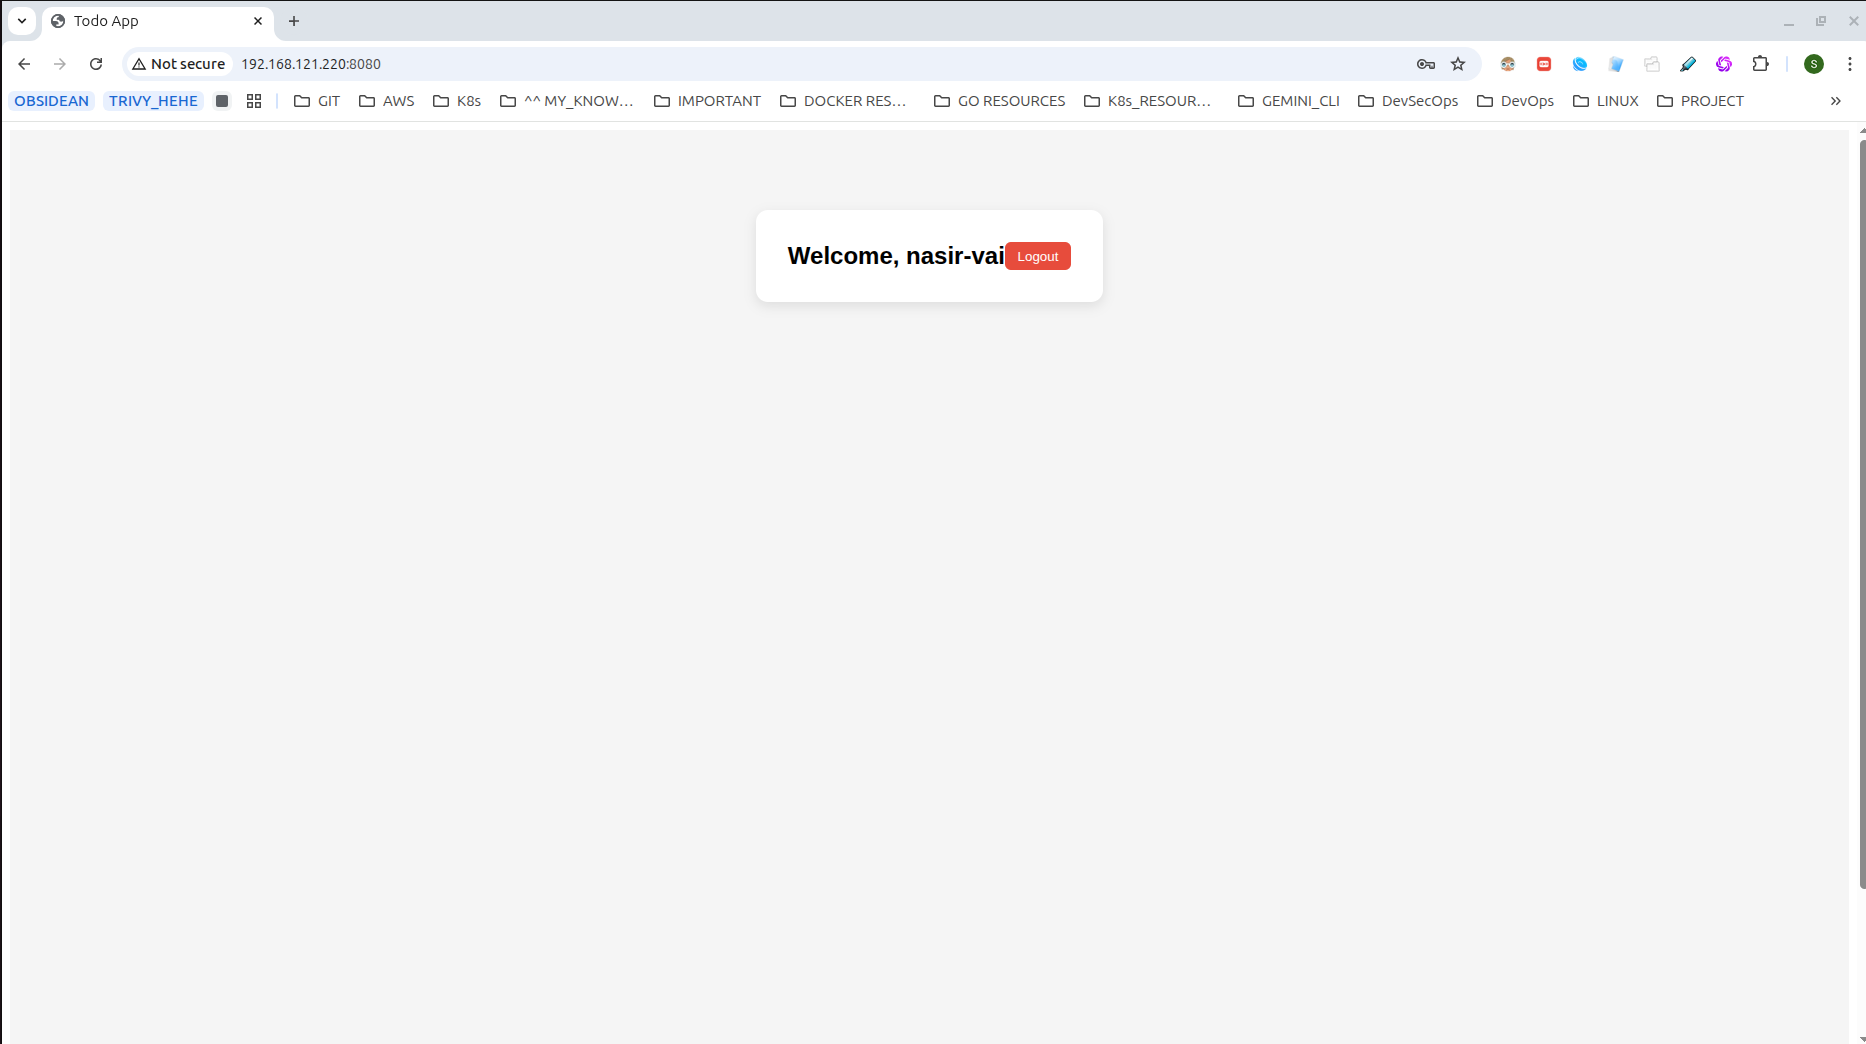 Todo App
Not secure 192.168.121.220:8080
S
OBSIDEAN TRIVY_HEHE GIT AWS K8s ^^ MY_KNOW... IMPORTANT DOCKER RES... GO RESOURCES K8s_RESOUR... GEMINI_CLI DevSecOps DevOps LINUX PROJECT
Welcome, nasir-vai Logout